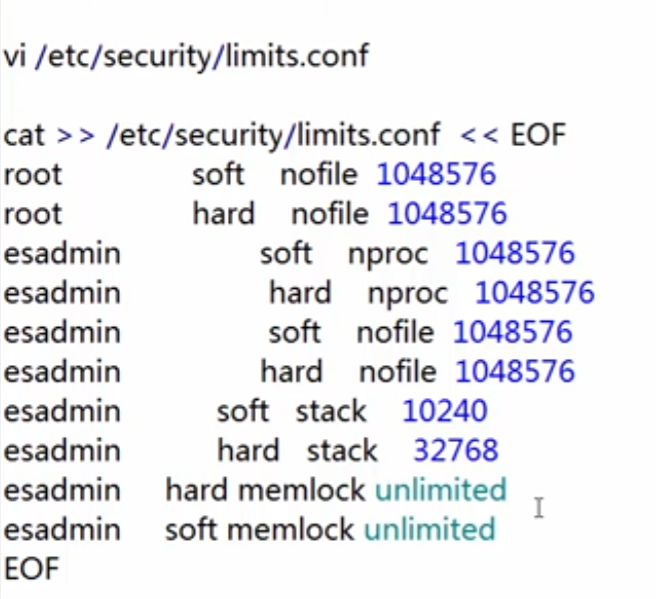 vi /etc/security/limits.conf
cat >> /etc/security/limits.conf << EOF
root soft nofile 1048576
root hard nofile 1048576
esadmin soft nproc 1048576
esadmin hard nproc 1048576
esadmin soft nofile 1048576
esadmin hard nofile 1048576
esadmin soft stack 10240
esadmin hard stack 32768
esadmin hard memlock unlimited
esadmin soft memlock unlimited
EOF